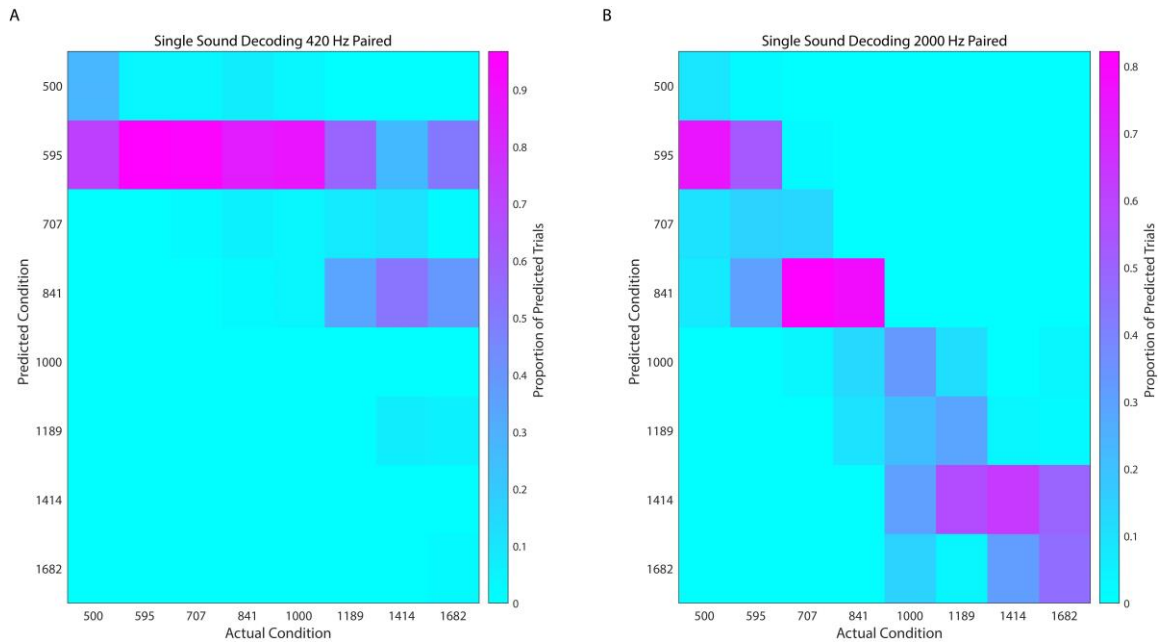 A
Single Sound Decoding 420 Hz Paired
Predicted Condition
500
595
707
841
1000
1189
1414
1682
500 595 707 841 1000 1189 1414 1682
Actual Condition
0.9
0.8
0.7
0.6
0.5
0.4
0.3
0.2
0.1
0
Proportion of Predicted Trials
B
Single Sound Decoding 2000 Hz Paired
Predicted Condition
500
595
707
841
1000
1189
1414
1682
500 595 707 841 1000 1189 1414 1682
Actual Condition
0.8
0.7
0.6
0.5
0.4
0.3
0.2
0.1
0
Proportion of Predicted Trials